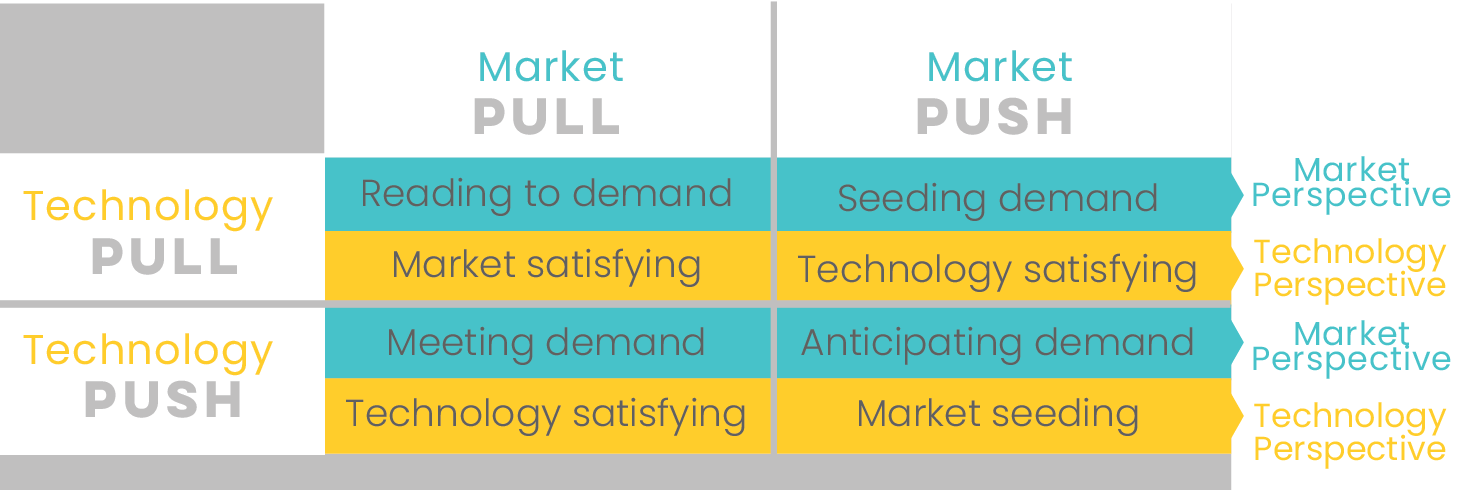 Market
PULL
Market
PUSH
Technology
PULL
Reading to demand
Seeding demand
Market
Perspective
Market satisfying
Technology satisfying
Technology
Perspective
Technology
PUSH
Meeting demand
Anticipating demand
Market
Perspective
Technology satisfying
Market seeding
Technology
Perspective